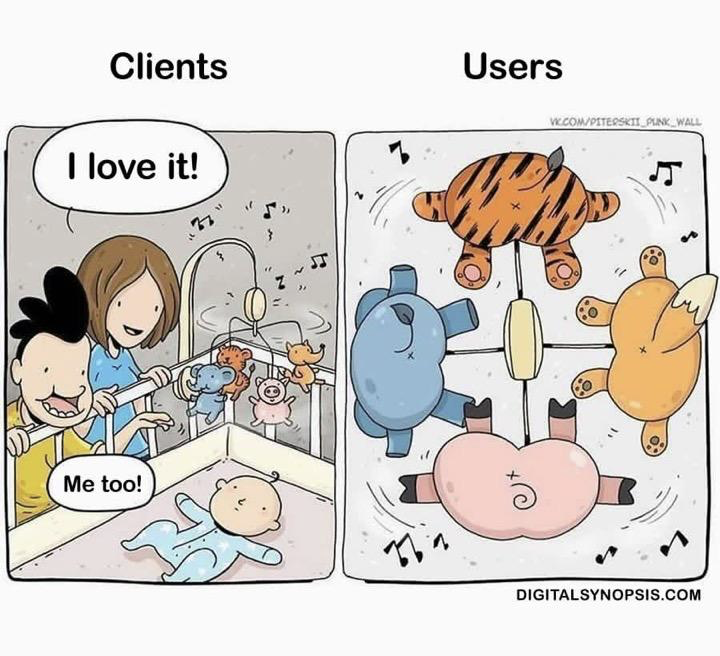 Clients
Users
VK.COM/PITERSKII_PUNK_WALL
I love it!
Me too!
DIGITALSYNOPSIS.COM